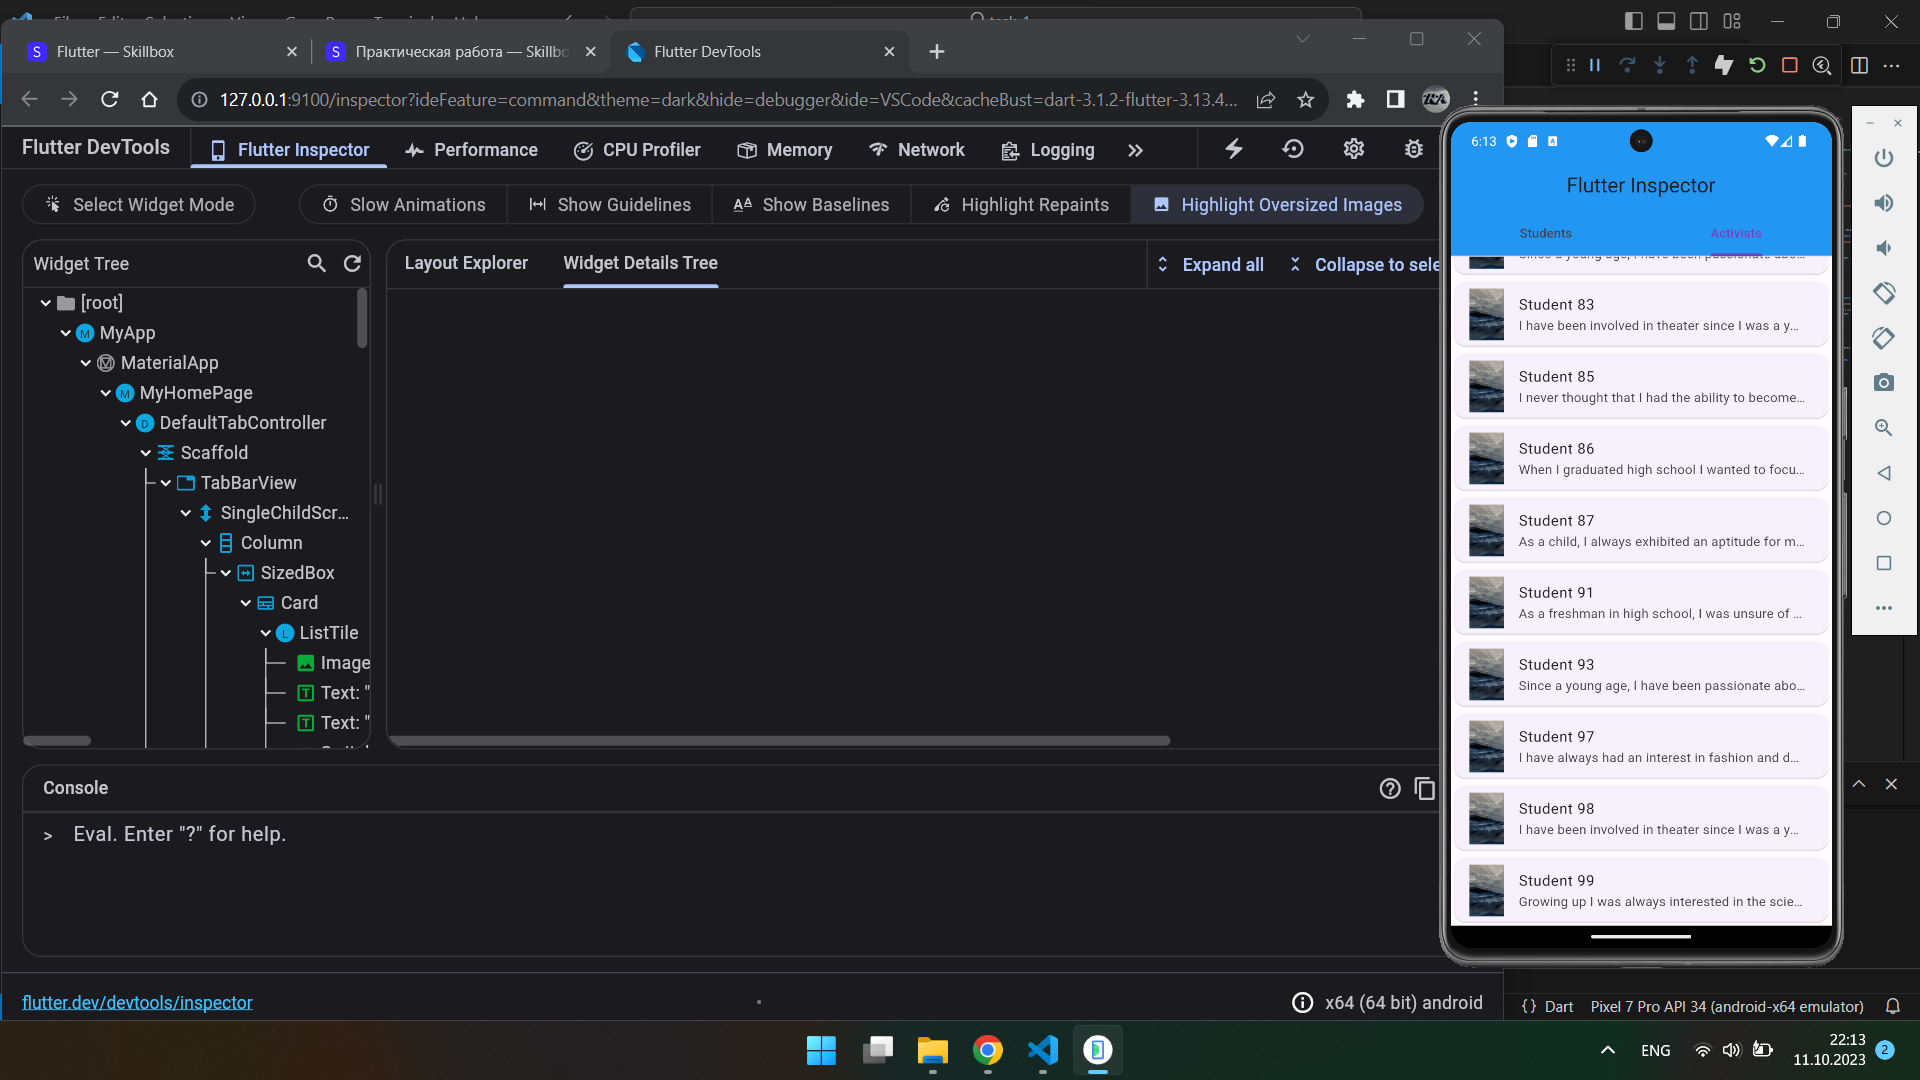 Flutter — Skillbox
Практическая работа — Skillbo
Flutter DevTools
127.0.0.1:9100/inspector?ideFeature=command&theme=dark&hide=debugger&ide=VSCode&cacheBust=dart-3.1.2-flutter-3.13.4...
Flutter DevTools
Flutter Inspector
Performance
CPU Profiler
Memory
Network
Logging
Select Widget Mode
Slow Animations
Show Guidelines
Show Baselines
Highlight Repaints
Highlight Oversized Images
Widget Tree
Layout Explorer
Widget Details Tree
Expand all
Collapse to sele
[root]
MyApp
MaterialApp
MyHomePage
DefaultTabController
Scaffold
TabBarView
SingleChildScr...
Column
SizedBox
Card
ListTile
Image
Text: "
Text: "
Console
> Eval. Enter "?" for help.
flutter.dev/devtools/inspector
x64 (64 bit) android
6:13
Flutter Inspector
Students
Activists
Since a young age, I have been passionate abo...
Student 83
I have been involved in theater since I was a y...
Student 85
I never thought that I had the ability to become...
Student 86
When I graduated high school I wanted to focu...
Student 87
As a child, I always exhibited an aptitude for m...
Student 91
As a freshman in high school, I was unsure of ...
Student 93
Since a young age, I have been passionate abo...
Student 97
I have always had an interest in fashion and d...
Student 98
I have been involved in theater since I was a y...
Student 99
Growing up I was always interested in the scie...
{} Dart
Pixel 7 Pro API 34 (android-x64 emulator)
ENG
22:13
11.10.2023
2